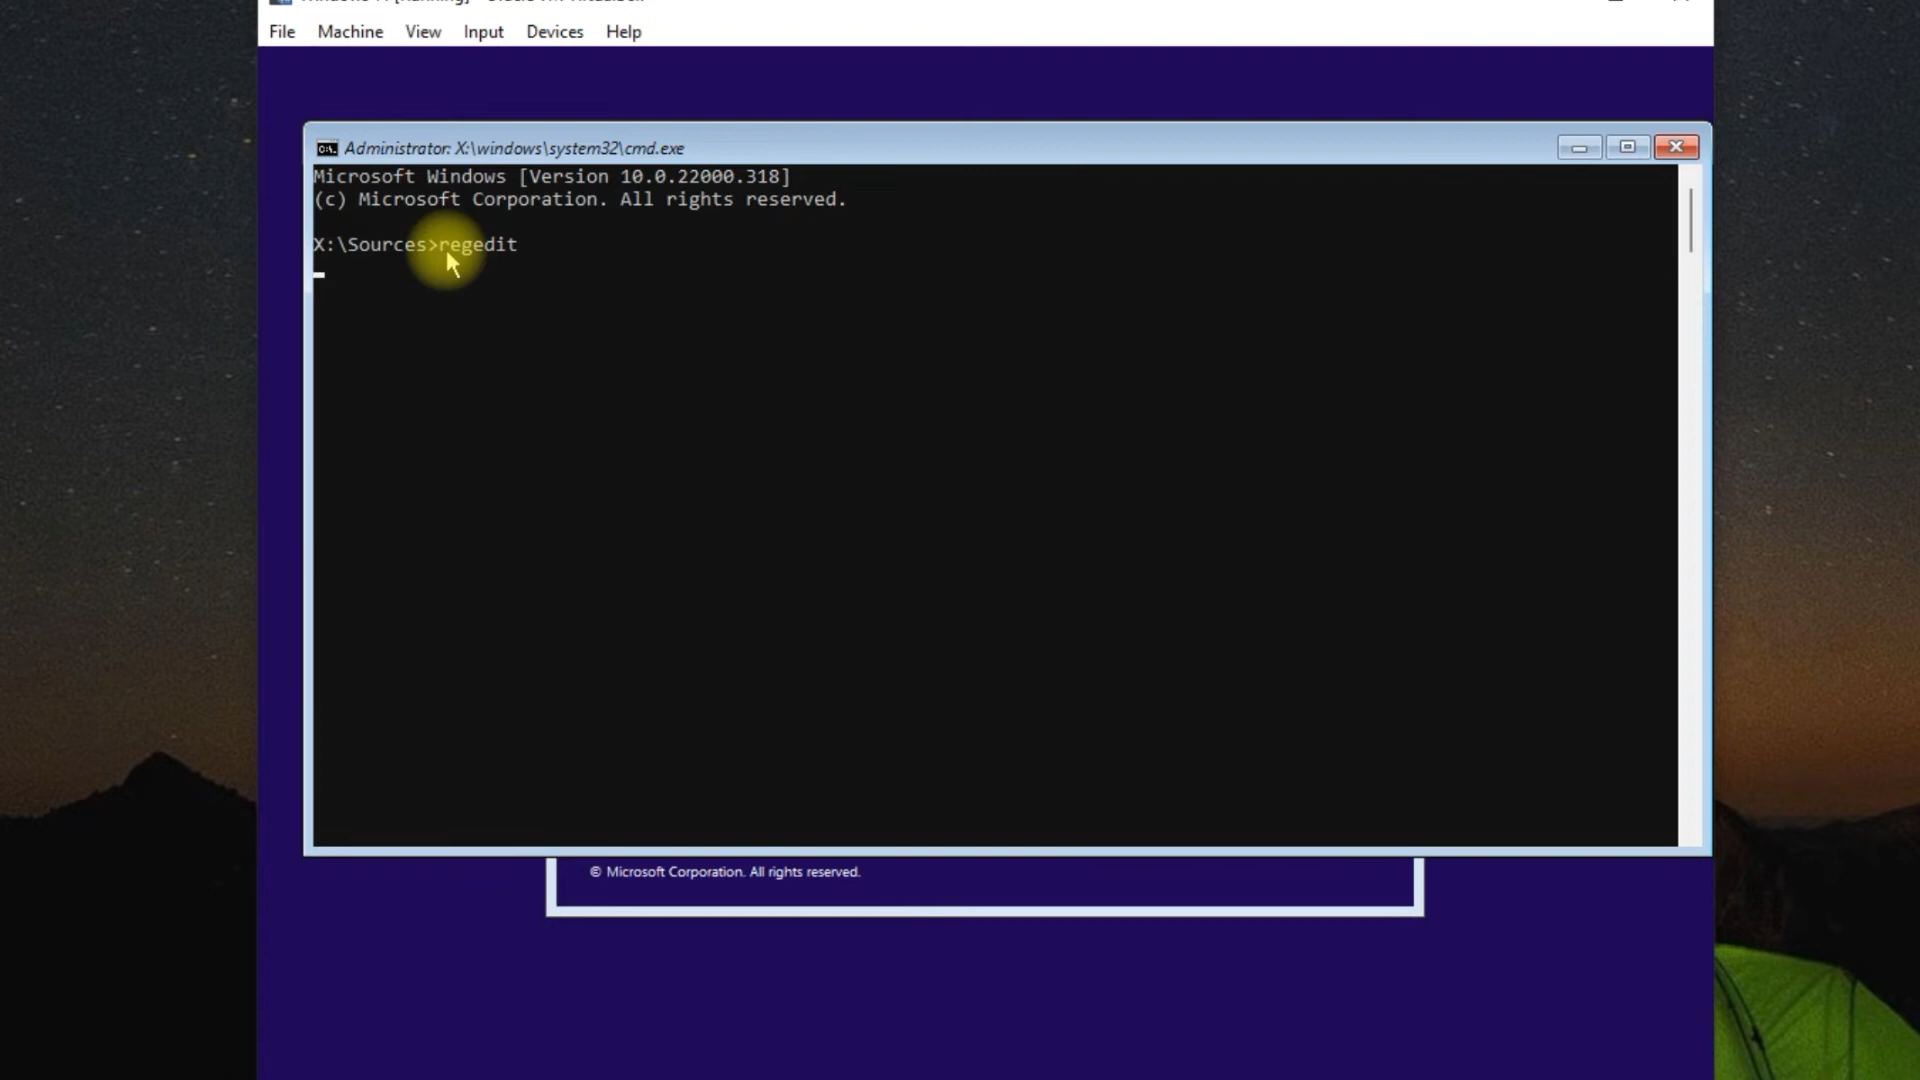 File Machine View Input Devices Help
Administrator: X:\windows\system32\cmd.exe
Microsoft Windows [Version 10.0.22000.318]
(c) Microsoft Corporation. All rights reserved.
X:\Sources>regedit
© Microsoft Corporation. All rights reserved.